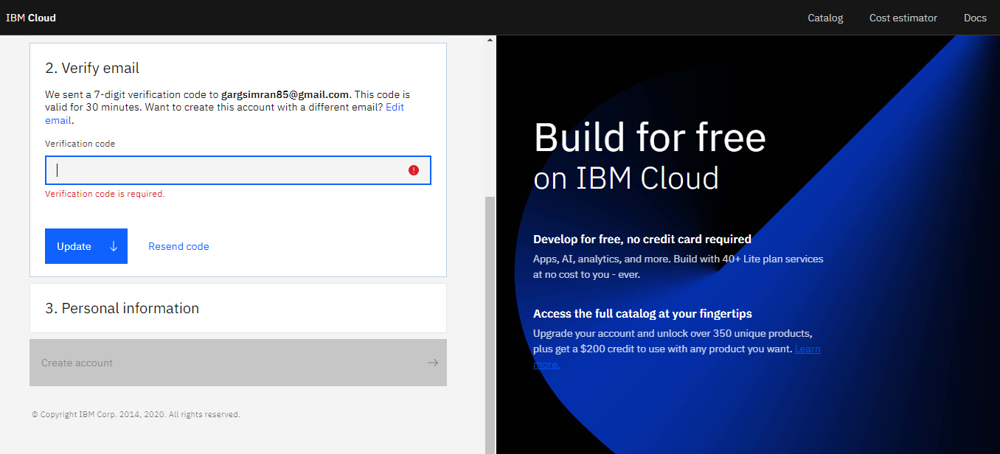 IBM Cloud
Catalog
Cost estimator
Docs
2. Verify email
We sent a 7-digit verification code to gargsimran85@gmail.com. This code is
valid for 30 minutes. Want to create this account with a different email? Edit
email.
Verification code
Verification code is required.
Update
Resend code
3. Personal information
Create account
© Copyright IBM Corp. 2014, 2020. All rights reserved.
Build for free
on IBM Cloud
Develop for free, no credit card required
Apps, AI, analytics, and more. Build with 40+ Lite plan services
at no cost to you - ever.
Access the full catalog at your fingertips
Upgrade your account and unlock over 350 unique products,
plus get a $200 credit to use with any product you want. Learn
more.